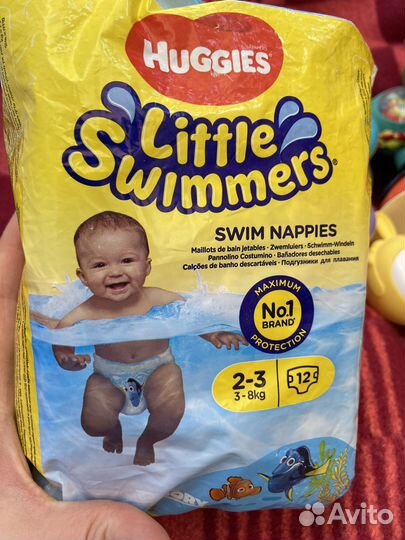 HUGGIES
Little
Swimmers®
SWIM NAPPIES
Maillots de bain jetables · Zwemluiers · Schwimm-Windeln
Pannolino Costumino · Bañadores desechables
Calções de banho descartáveis · Подгузники для плавания
MAXIMUM
No.1
BRAND
PROTECTION
2-3
3-8kg
12
Avito